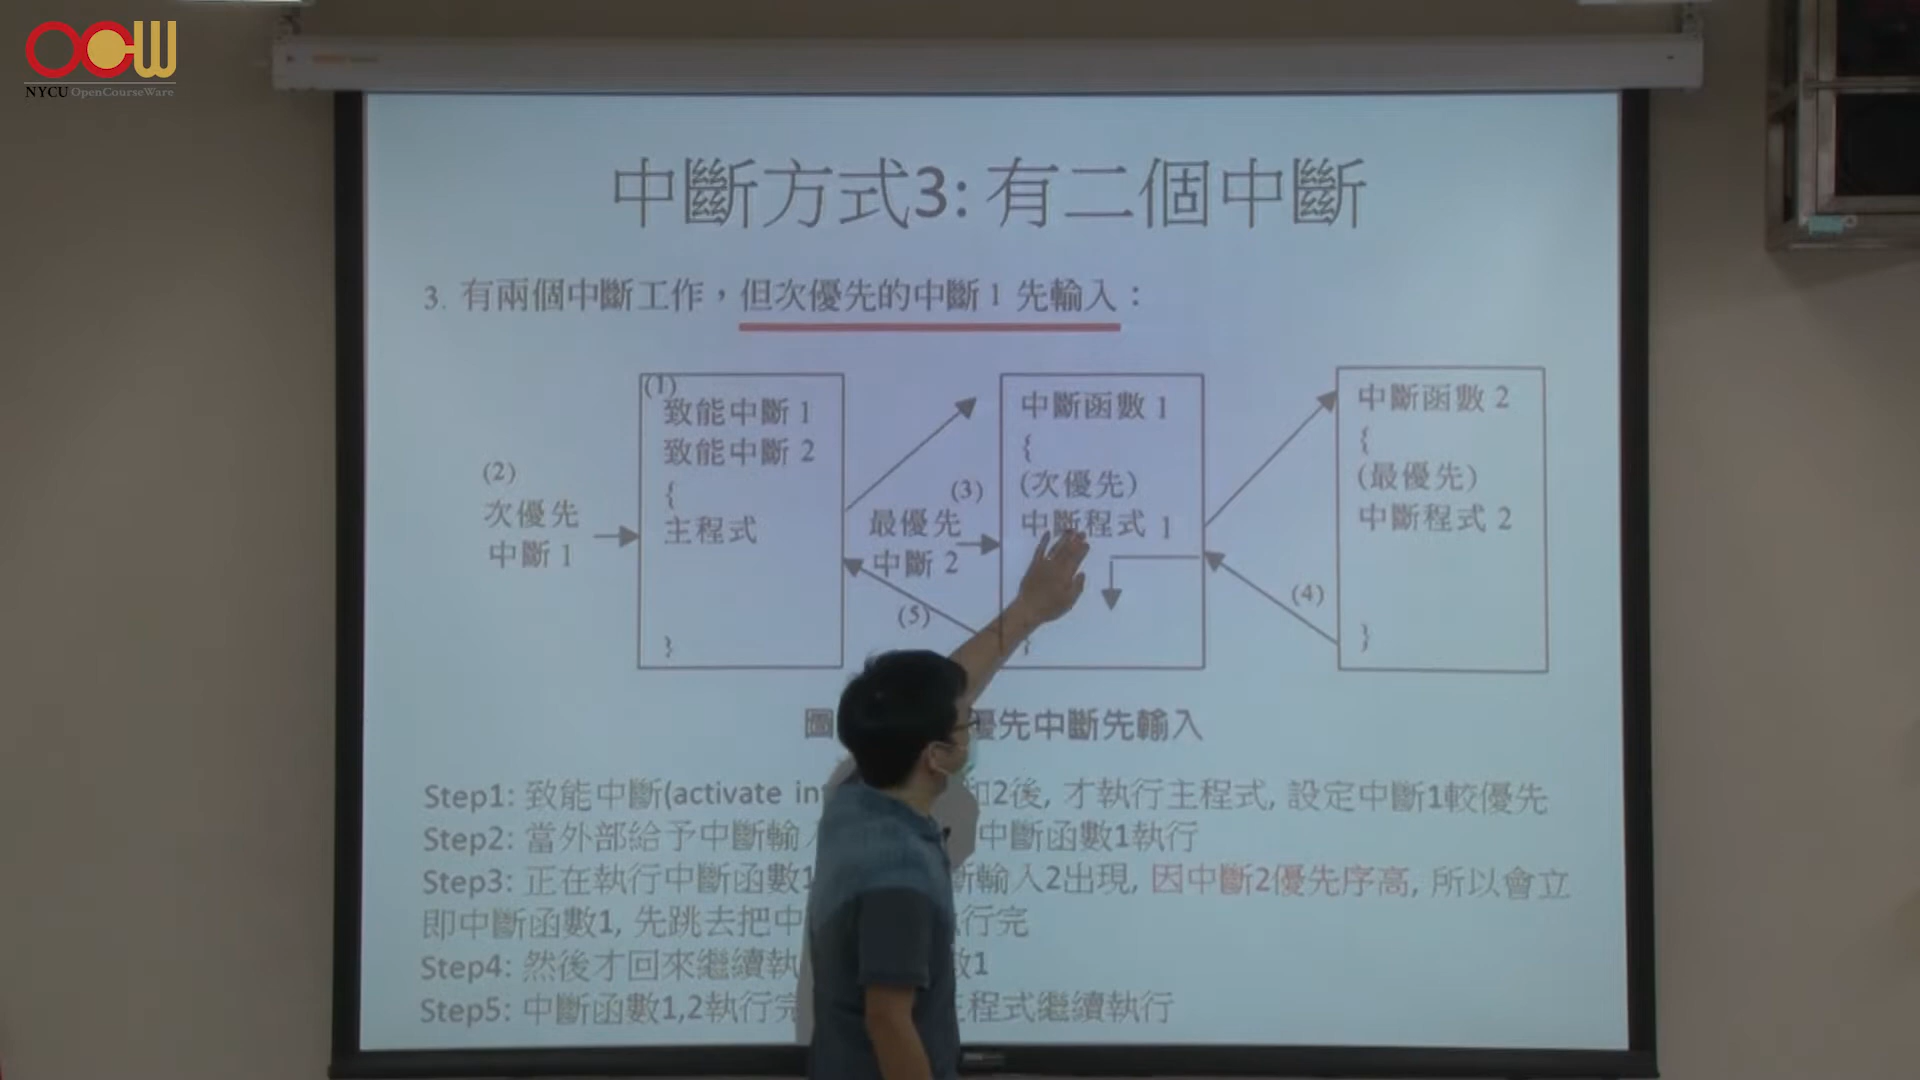 OCW
NYCU OpenCourseWare
中斷方式3: 有二個中斷
3. 有兩個中斷工作，但次優先的中斷 1 先輸入：
(1)
致能中斷 1
致能中斷 2
{
主程式
}
(2)
次優先
中斷 1
(3)
最優先
中斷 2
(5)
中斷函數 1
{
(次優先)
中斷程式 1
}
(4)
中斷函數 2
{
(最優先)
中斷程式 2
}
圖 優先中斷先輸入
Step1: 致能中斷(activate in 和2後, 才執行主程式, 設定中斷1較優先
Step2: 當外部給予中斷輸 中斷函數1執行
Step3: 正在執行中斷函數1 斷輸入2出現, 因中斷2優先序高, 所以會立
即中斷函數1, 先跳去把中 執行完
Step4: 然後才回來繼續執 數1
Step5: 中斷函數1,2執行完 主程式繼續執行